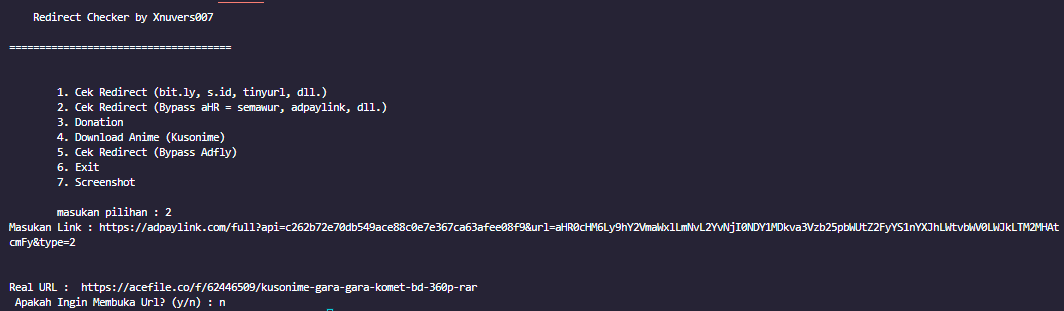 Redirect Checker by Xnuvers007
=====================================
1. Cek Redirect (bit.ly, s.id, tinyurl, dll.)
2. Cek Redirect (Bypass aHR = semawur, adpaylink, dll.)
3. Donation
4. Download Anime (Kusonime)
5. Cek Redirect (Bypass Adfly)
6. Exit
7. Screenshot
masukan pilihan : 2
Masukan Link : https://adpaylink.com/full?api=c262b72e70db549ace88c0e7e367ca63afee08f9&url=aHR0cHM6Ly9hY2VmaWxlLmNvL2YvNjI0NDY1MDkva3Vzb25pbWUtZ2FyYS1nYXJhLWtvbWV0LWJkLTM2MHAt
cmFy&type=2
Real URL :  https://acefile.co/f/62446509/kusonime-gara-gara-komet-bd-360p-rar
Apakah Ingin Membuka Url? (y/n) : n